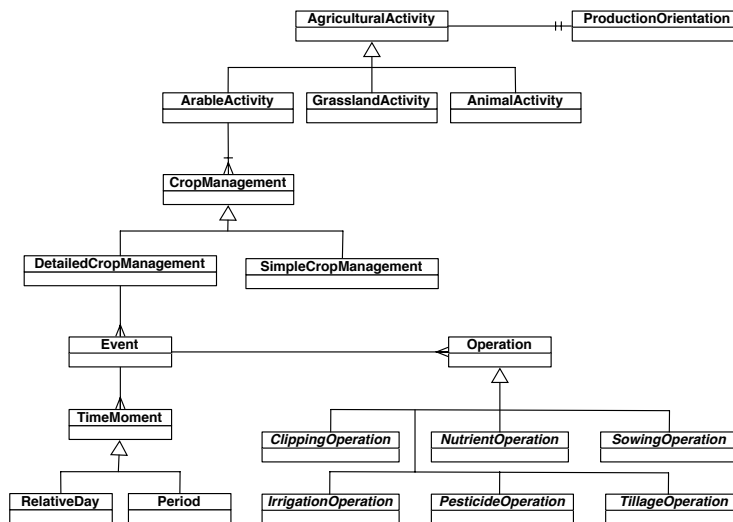 AgriculturalActivity
ProductionOrientation
ArableActivity
GrasslandActivity
AnimalActivity
CropManagement
DetailedCropManagement
SimpleCropManagement
Event
Operation
TimeMoment
ClippingOperation
NutrientOperation
SowingOperation
RelativeDay
Period
IrrigationOperation
PesticideOperation
TillageOperation